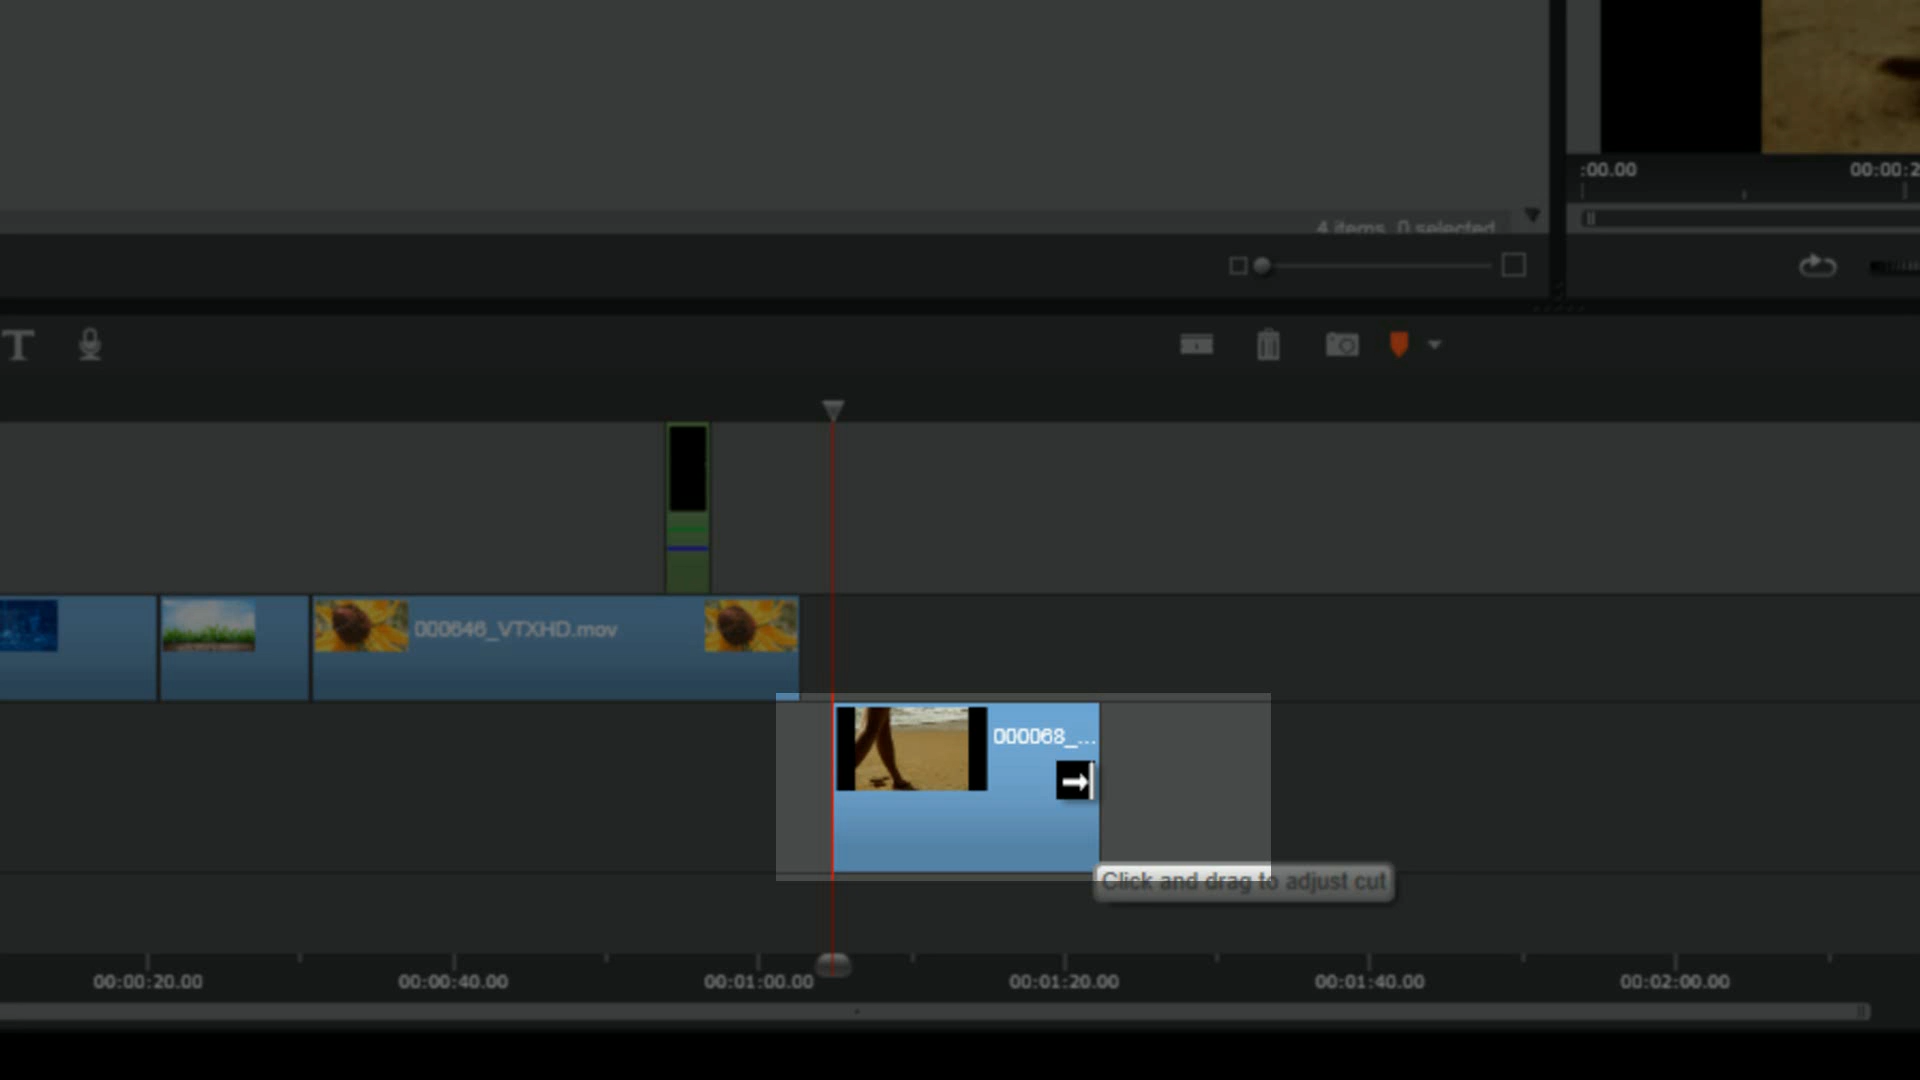 :00.00
00:00:2
4 items, 0 selected
T
000646_VTXHD.mov
000068_...
Click and drag to adjust cut
00:00:20.00
00:00:40.00
00:01:00.00
00:01:20.00
00:01:40.00
00:02:00.00